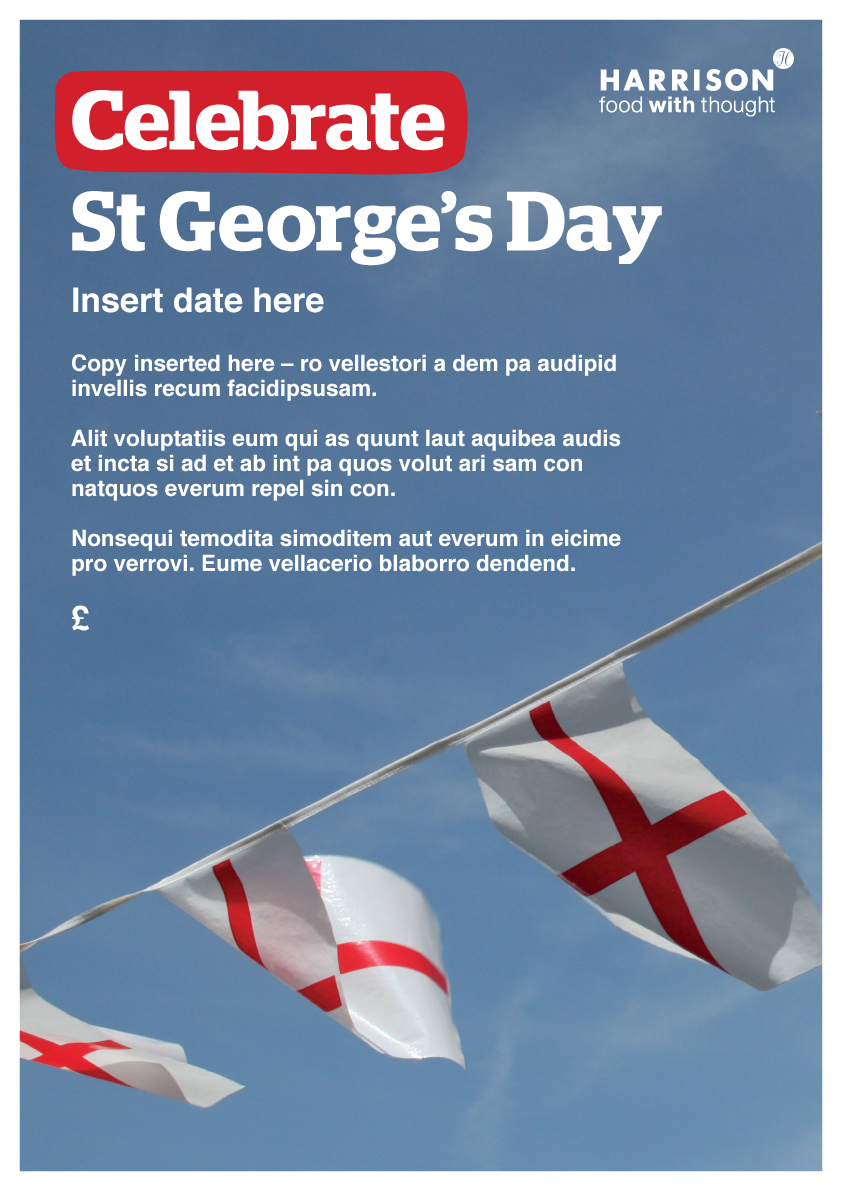 Celebrate
HARRISON
food with thought
St George's Day
Insert date here
Copy inserted here – ro vellestori a dem pa audipid
invellis recum facidipsusam.
Alit voluptatiis eum qui as quunt laut aquibea audis
et incta si ad et ab int pa quos volut ari sam con
natquos everum repel sin con.
Nonsequi temodita simoditem aut everum in eicime
pro verrovi. Eume vellacerio blaborro dendend.
£